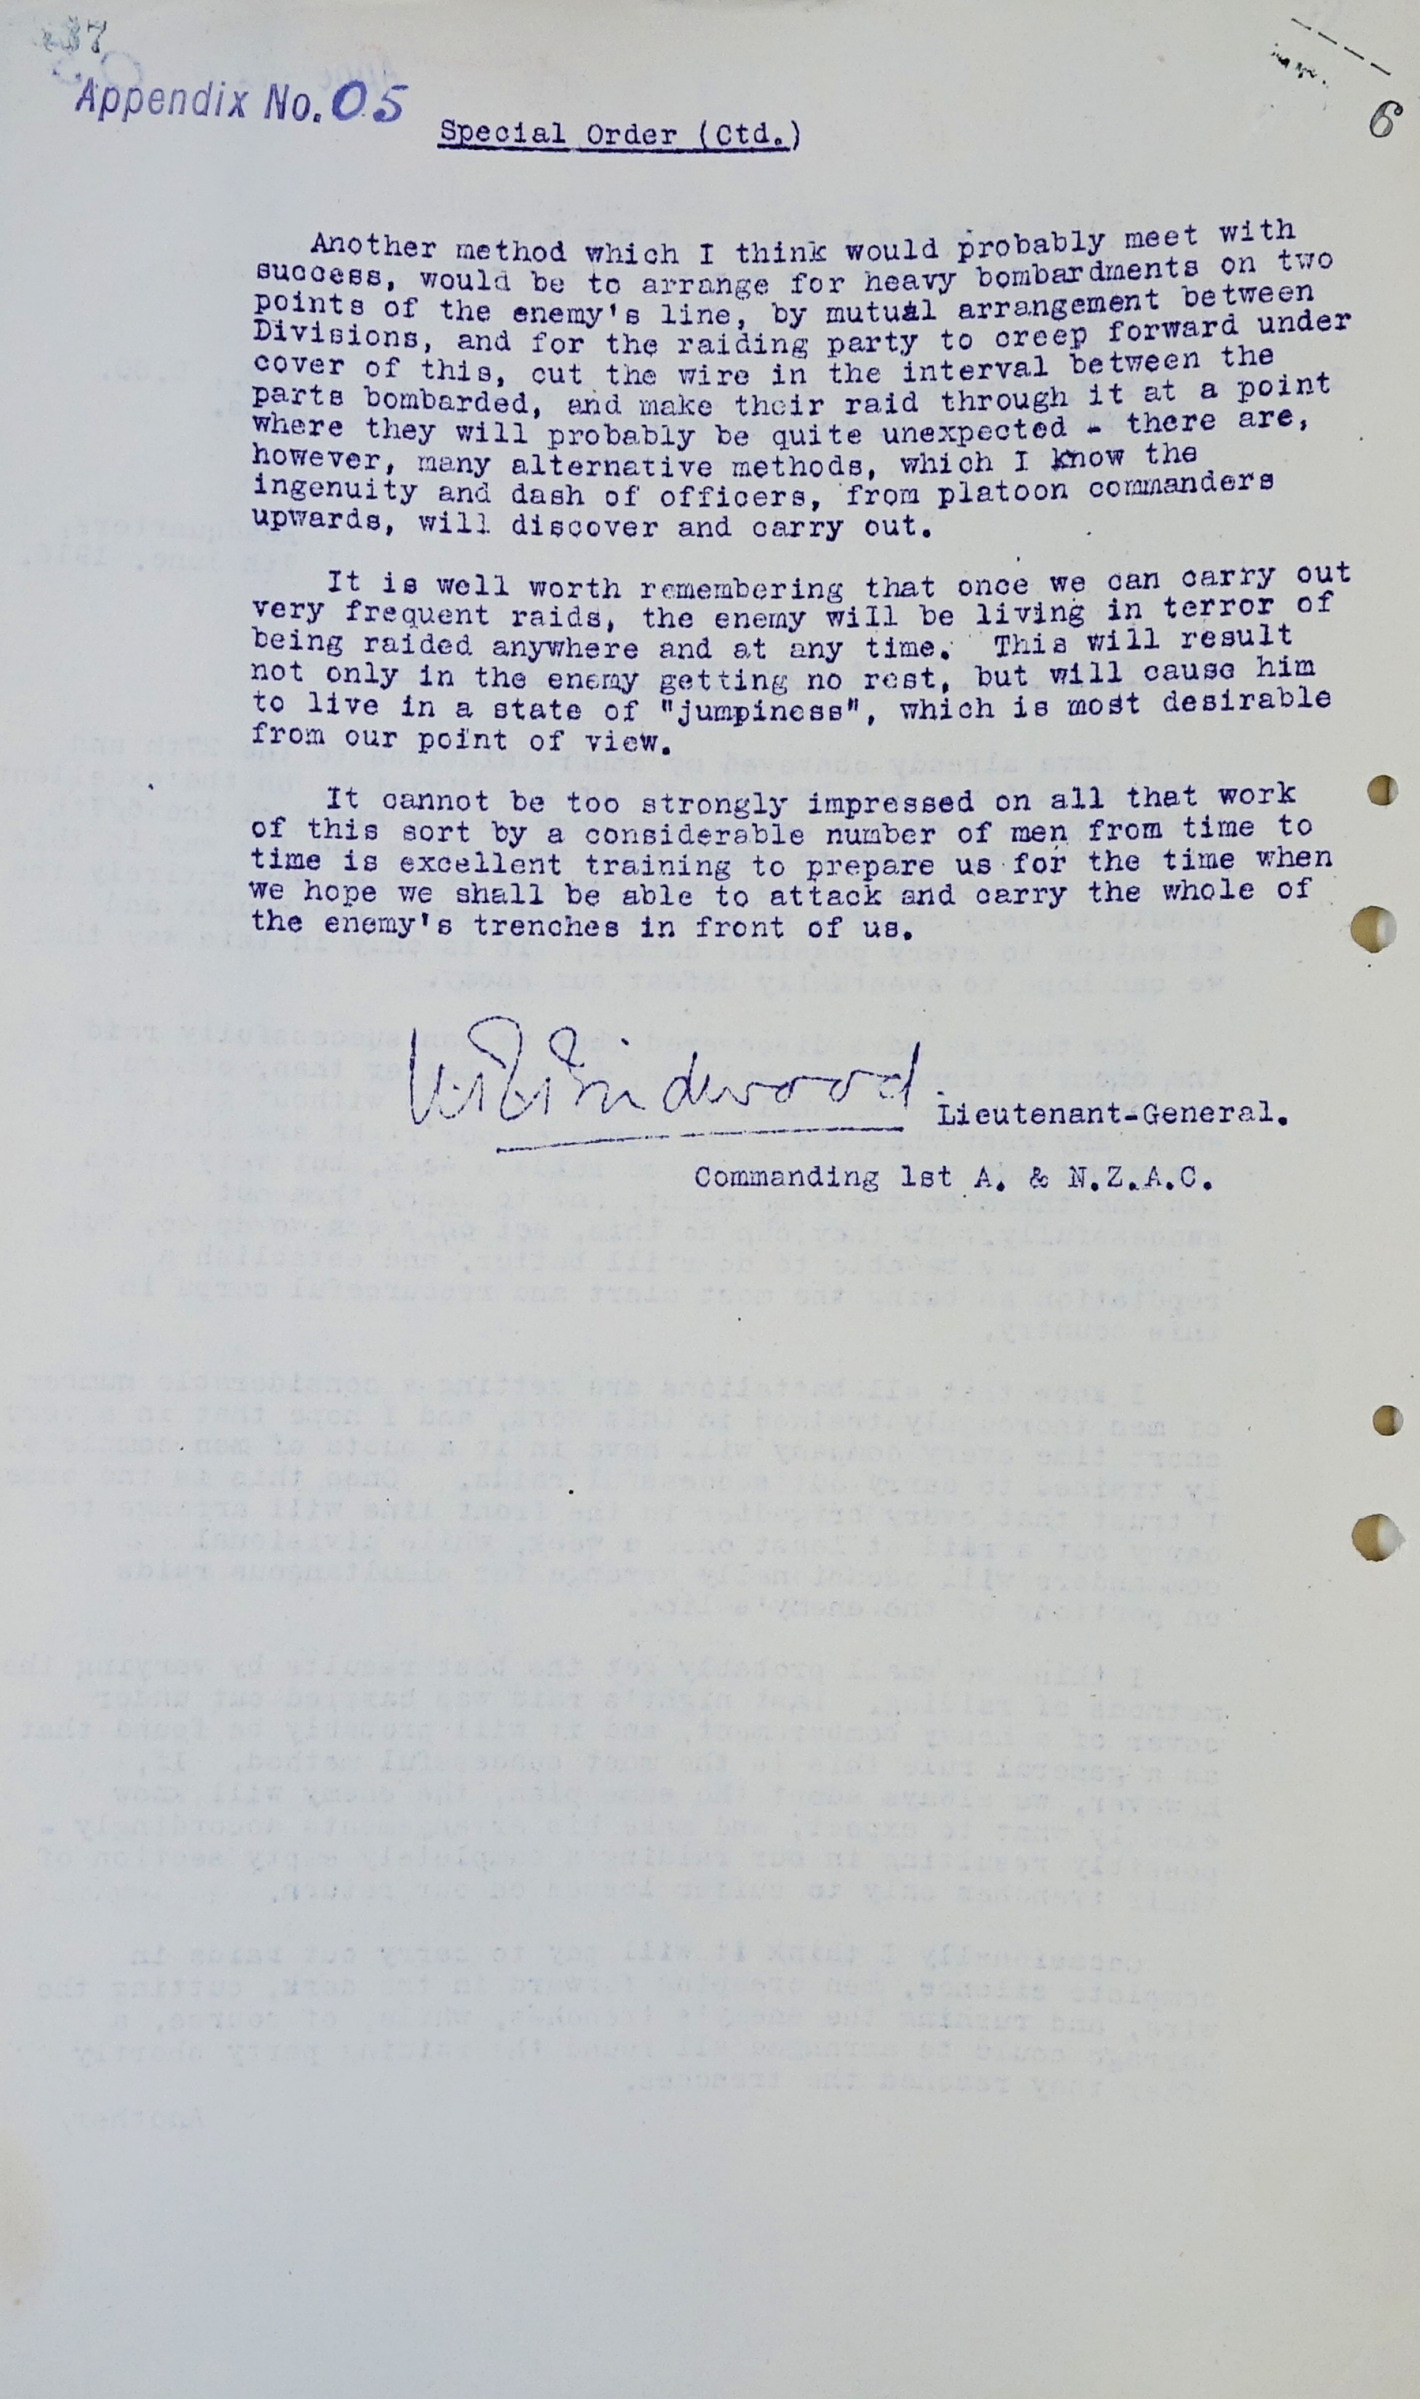 37
Appendix No. 05
6
Special Order (Ctd.)
Another method which I think would probably meet with
success, would be to arrange for heavy bombardments on two
points of the enemy's line, by mutual arrangement between
Divisions, and for the raiding party to creep forward under
cover of this, cut the wire in the interval between the
parts bombarded, and make their raid through it at a point
where they will probably be quite unexpected - there are,
however, many alternative methods, which I know the
ingenuity and dash of officers, from platoon commanders
upwards, will discover and carry out.
It is well worth remembering that once we can carry out
very frequent raids, the enemy will be living in terror of
being raided anywhere and at any time. This will result
not only in the enemy getting no rest, but will cause him
to live in a state of "jumpiness", which is most desirable
from our point of view.
It cannot be too strongly impressed on all that work
of this sort by a considerable number of men from time to
time is excellent training to prepare us for the time when
we hope we shall be able to attack and carry the whole of
the enemy's trenches in front of us.
W R Birdwood.
Lieutenant-General.
Commanding 1st A. & N.Z.A.C.